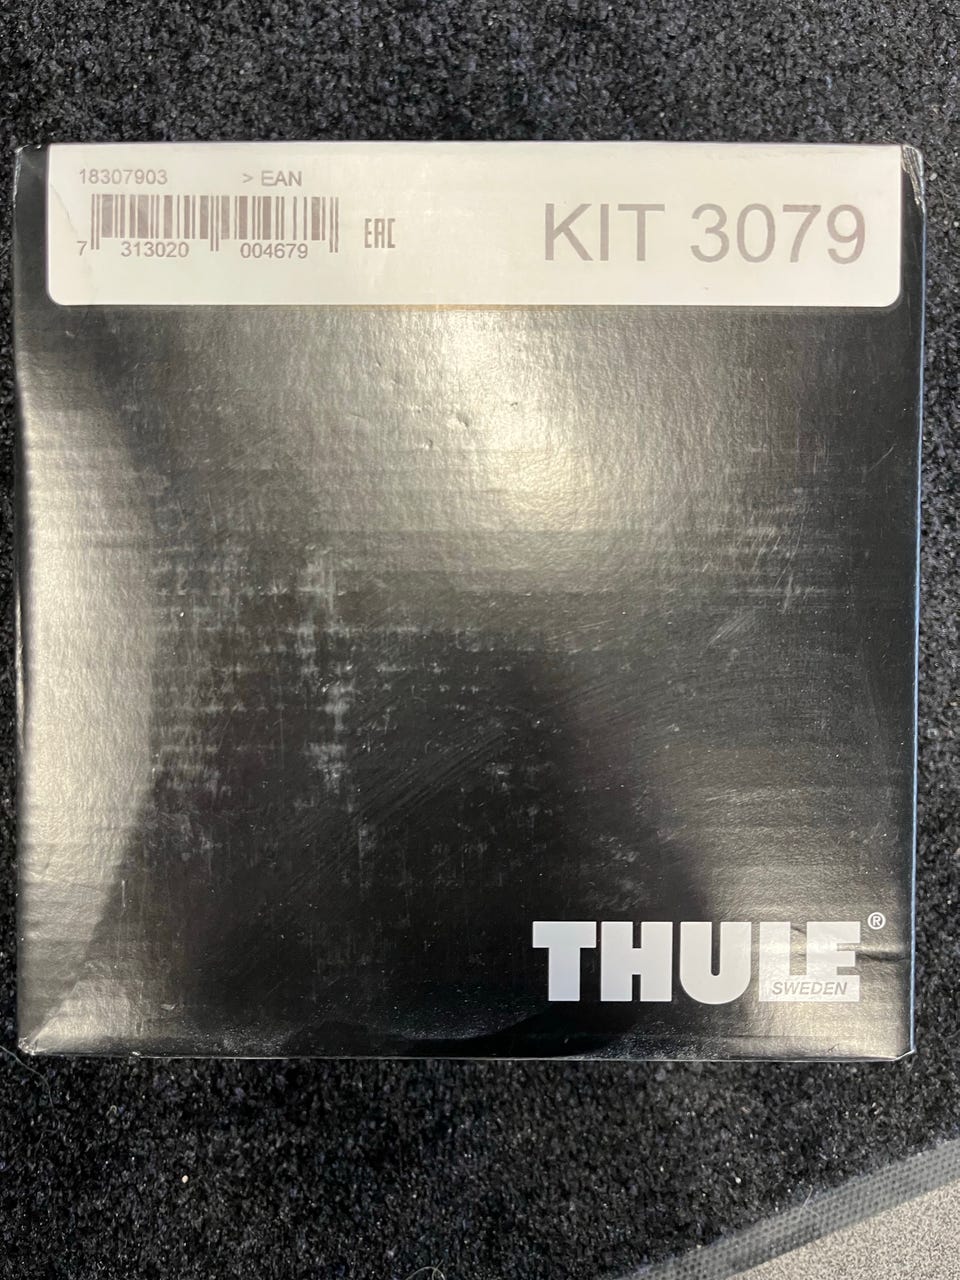 18307903 > EAN
7 313020 004679
EAC
KIT 3079
THULE®
SWEDEN